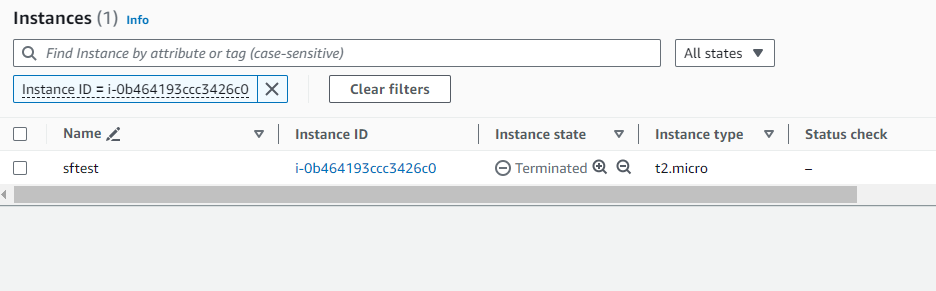 Instances (1) Info
Find Instance by attribute or tag (case-sensitive) All states
Instance ID = i-0b464193ccc3426c0 Clear filters
Name Instance ID Instance state Instance type Status check
sftest i-0b464193ccc3426c0 Terminated t2.micro –